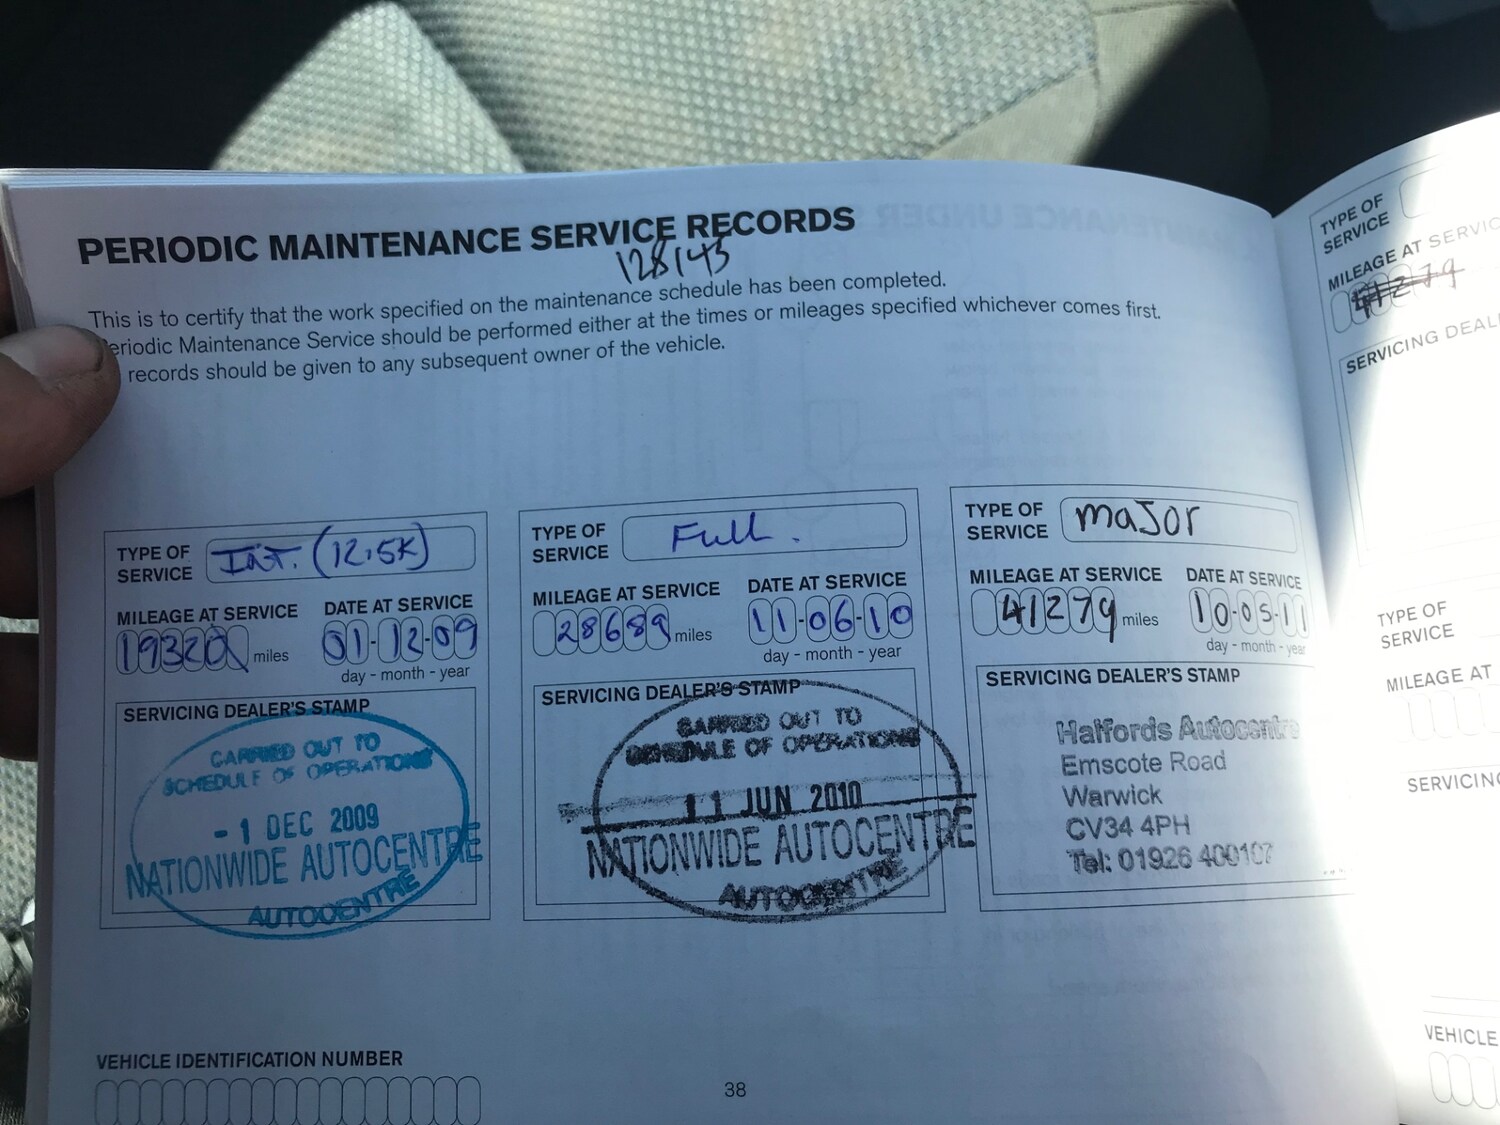 PERIODIC MAINTENANCE SERVICE RECORDS
128145
This is to certify that the work specified on the maintenance schedule has been completed.
Periodic Maintenance Service should be performed either at the times or mileages specified whichever comes first.
records should be given to any subsequent owner of the vehicle.
TYPE OF SERVICE INT. (12.5K)
MILEAGE AT SERVICE DATE AT SERVICE
19320 miles 01-12-09
day - month - year
SERVICING DEALER'S STAMP
CARRIED OUT TO
SCHEDULE OF OPERATIONS
- 1 DEC 2009
NATIONWIDE AUTOCENTRE
AUTOCENTRE
TYPE OF SERVICE Full.
MILEAGE AT SERVICE DATE AT SERVICE
28689 miles 11-06-10
day - month - year
SERVICING DEALER'S STAMP
CARRIED OUT TO
SCHEDULE OF OPERATIONS
11 JUN 2010
NATIONWIDE AUTOCENTRE
AUTOCENTRE
TYPE OF SERVICE maJor
MILEAGE AT SERVICE DATE AT SERVICE
41279 miles 10-05-11
day - month - year
SERVICING DEALER'S STAMP
Halfords Autocentre
Emscote Road
Warwick
CV34 4PH
Tel: 01926 400107
VEHICLE IDENTIFICATION NUMBER
38
TYPE OF
SERVICE
MILEAGE AT SERVIC
41279
SERVICING DEAL
TYPE OF
SERVICE
MILEAGE AT
SERVICING
VEHICLE